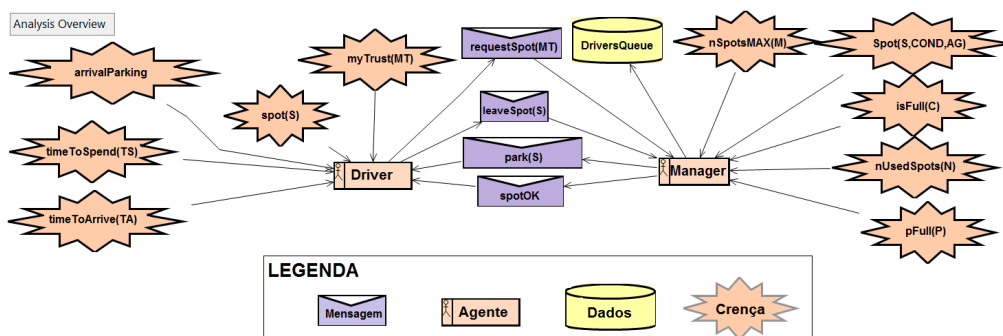 Analysis Overview
arrivalParking
myTrust(MT)
requestSpot(MT)
DriversQueue
nSpotsMAX(M)
Spot(S,COND,AG)
spot(S)
leaveSpot(S)
isFull(C)
timeToSpend(TS)
Driver
park(S)
Manager
nUsedSpots(N)
timeToArrive(TA)
spotOK
pFull(P)
LEGENDA
Mensagem
Agente
Dados
Crença